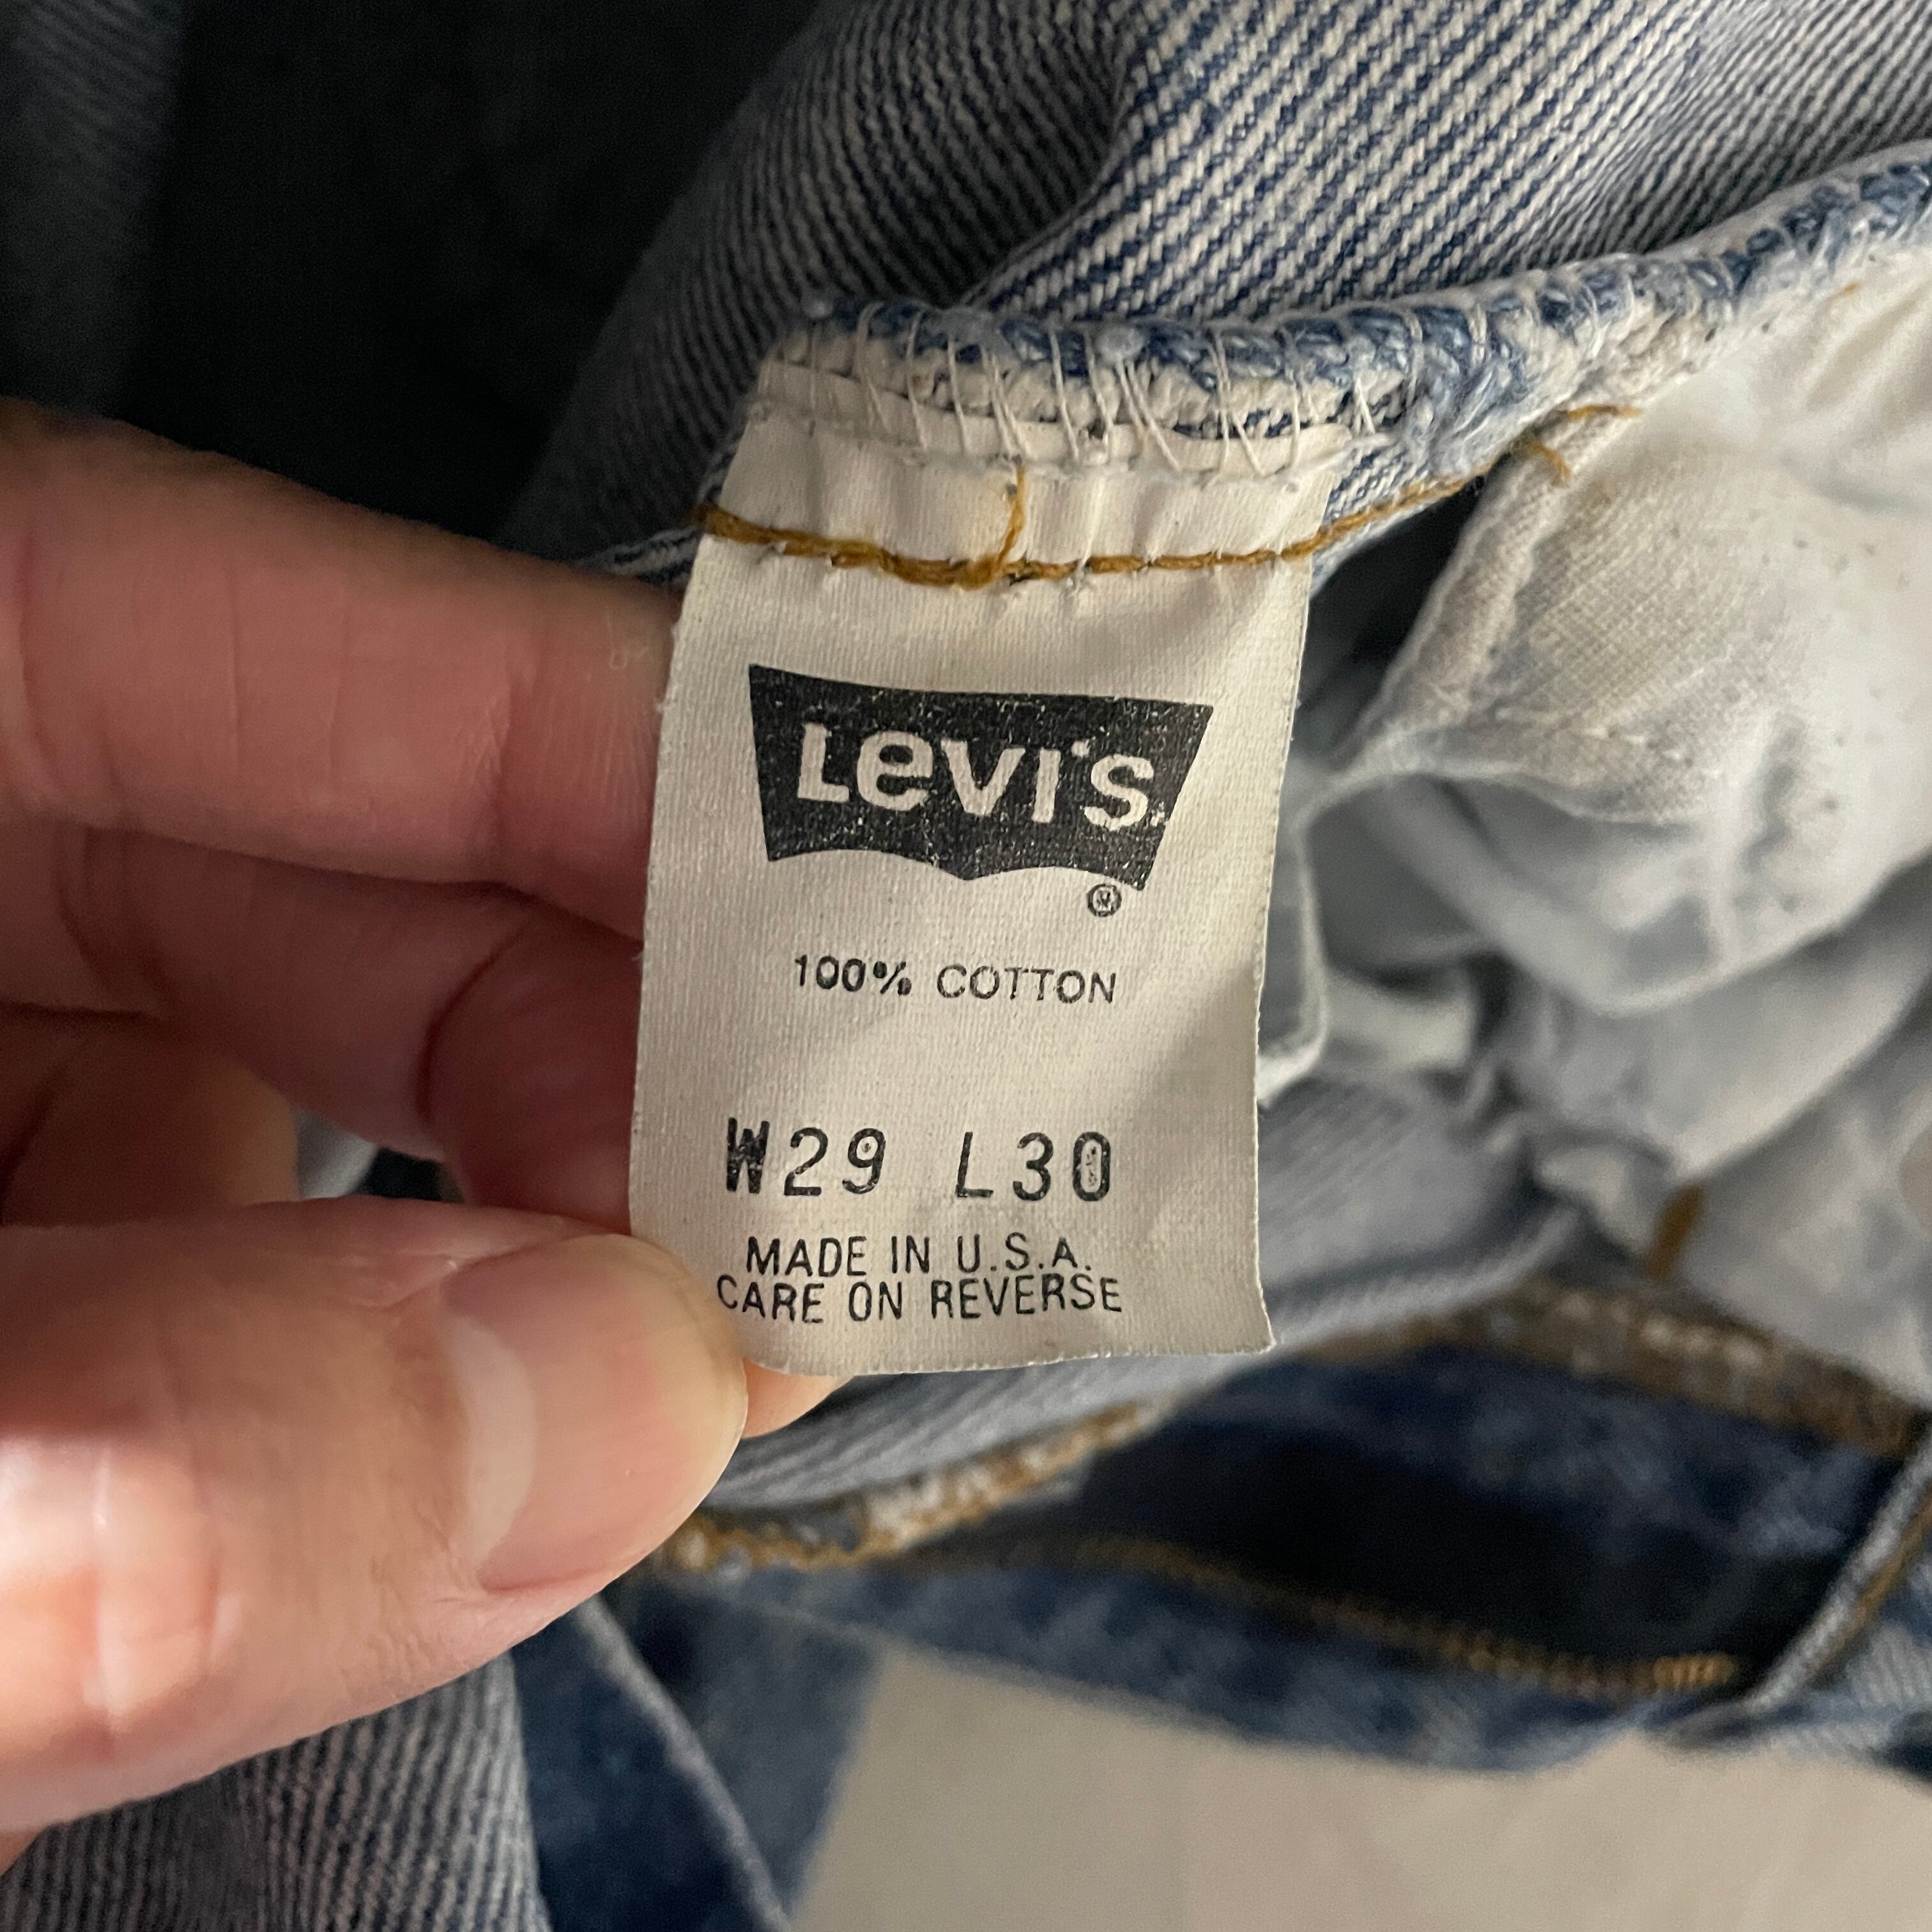 Levi's
®
100% COTTON
W29 L30
MADE IN U.S.A.
CARE ON REVERSE